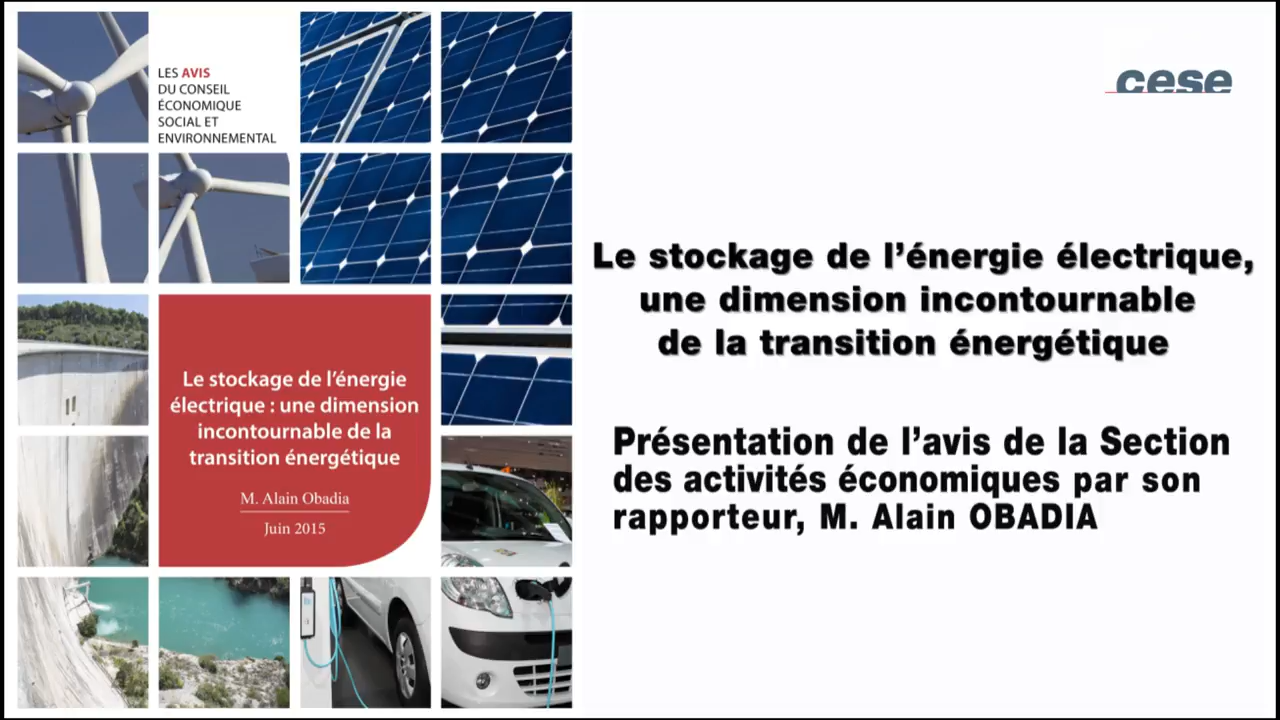 LES AVIS
DU CONSEIL
ÉCONOMIQUE
SOCIAL ET
ENVIRONNEMENTAL
Le stockage de l’énergie
électrique : une dimension
incontournable de la
transition énergétique
M. Alain Obadia
Juin 2015
cese
Le stockage de l’énergie électrique,
une dimension incontournable
de la transition énergétique
Présentation de l’avis de la Section
des activités économiques par son
rapporteur, M. Alain OBADIA